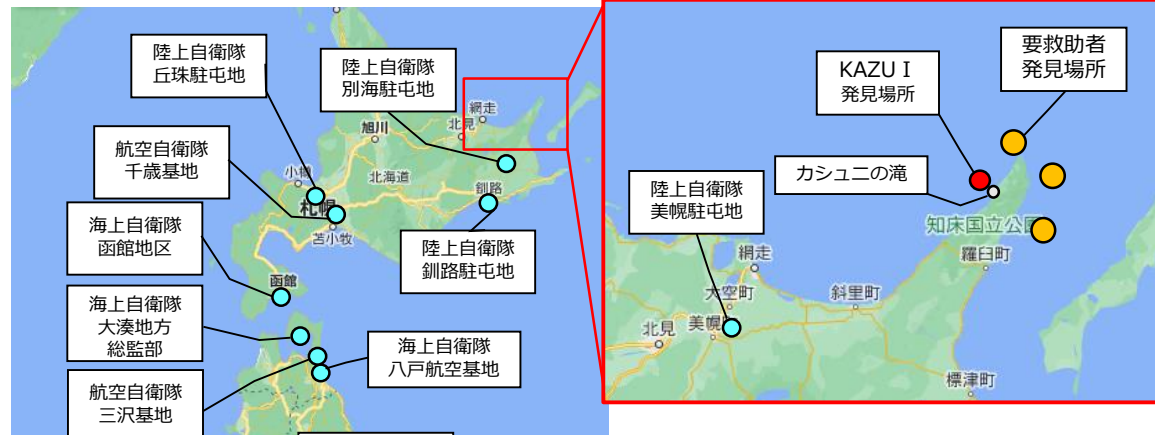 陸上自衛隊
丘珠駐屯地
陸上自衛隊
別海駐屯地
航空自衛隊
千歳基地
海上自衛隊
函館地区
海上自衛隊
大湊地方
総監部
航空自衛隊
三沢基地
陸上自衛隊
釧路駐屯地
海上自衛隊
八戸航空基地
網走
北見
旭川
小樽
北海道
札幌
釧路
苫小牧
函館
要救助者
発見場所
KAZUⅠ
発見場所
カシュニの滝
陸上自衛隊
美幌駐屯地
知床国立公園
羅臼町
網走
大空町
斜里町
北見
美幌町
標津町